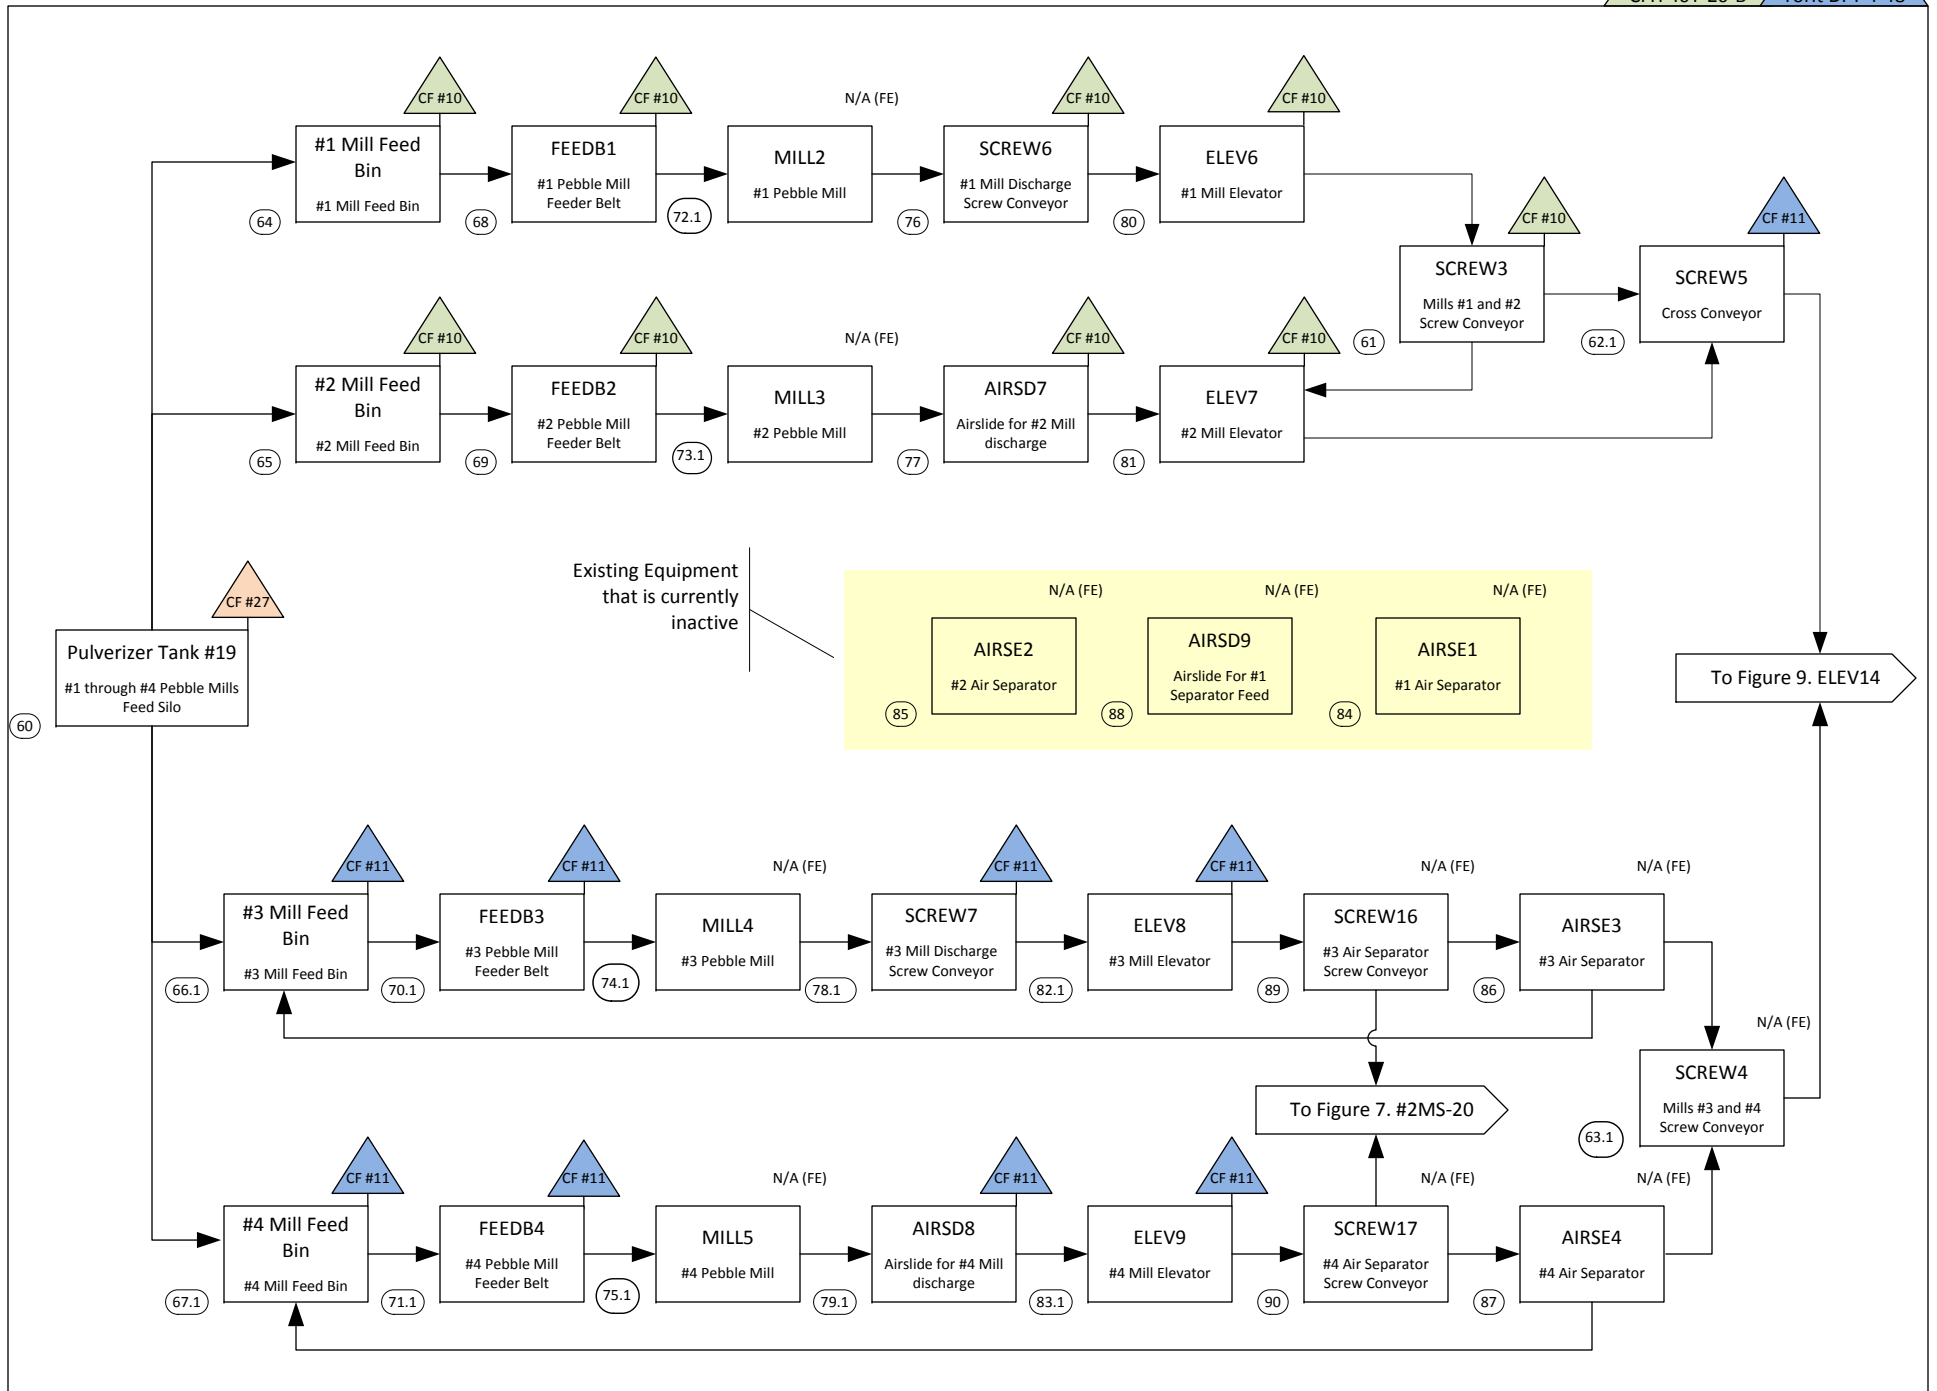 CF #10
CF #10
N/A (FE)
CF #10
CF #10
#1 Mill Feed
Bin
#1 Mill Feed Bin
64
FEEDB1
#1 Pebble Mill
Feeder Belt
68
MILL2
#1 Pebble Mill
72.1
SCREW6
#1 Mill Discharge
Screw Conveyor
76
ELEV6
#1 Mill Elevator
80
CF #10
SCREW3
Mills #1 and #2
Screw Conveyor
61
CF #11
SCREW5
Cross Conveyor
62.1
CF #10
CF #10
N/A (FE)
CF #10
CF #10
#2 Mill Feed
Bin
#2 Mill Feed Bin
65
FEEDB2
#2 Pebble Mill
Feeder Belt
69
MILL3
#2 Pebble Mill
73.1
AIRSD7
Airslide for #2 Mill
discharge
77
ELEV7
#2 Mill Elevator
81
CF #27
Pulverizer Tank #19
#1 through #4 Pebble Mills
Feed Silo
60
Existing Equipment
that is currently
inactive
N/A (FE)
N/A (FE)
N/A (FE)
AIRSE2
#2 Air Separator
85
AIRSD9
Airslide For #1
Separator Feed
88
AIRSE1
#1 Air Separator
84
To Figure 9. ELEV14
CF #11
CF #11
N/A (FE)
CF #11
CF #11
N/A (FE)
N/A (FE)
#3 Mill Feed
Bin
#3 Mill Feed Bin
66.1
FEEDB3
#3 Pebble Mill
Feeder Belt
70.1
MILL4
#3 Pebble Mill
74.1
SCREW7
#3 Mill Discharge
Screw Conveyor
78.1
ELEV8
#3 Mill Elevator
82.1
SCREW16
#3 Air Separator
Screw Conveyor
89
AIRSE3
#3 Air Separator
86
N/A (FE)
SCREW4
Mills #3 and #4
Screw Conveyor
63.1
To Figure 7. #2MS-20
CF #11
CF #11
N/A (FE)
CF #11
CF #11
N/A (FE)
N/A (FE)
#4 Mill Feed
Bin
#4 Mill Feed Bin
67.1
FEEDB4
#4 Pebble Mill
Feeder Belt
71.1
MILL5
#4 Pebble Mill
75.1
AIRSD8
Airslide for #4 Mill
discharge
79.1
ELEV9
#4 Mill Elevator
83.1
SCREW17
#4 Air Separator
Screw Conveyor
90
AIRSE4
#4 Air Separator
87